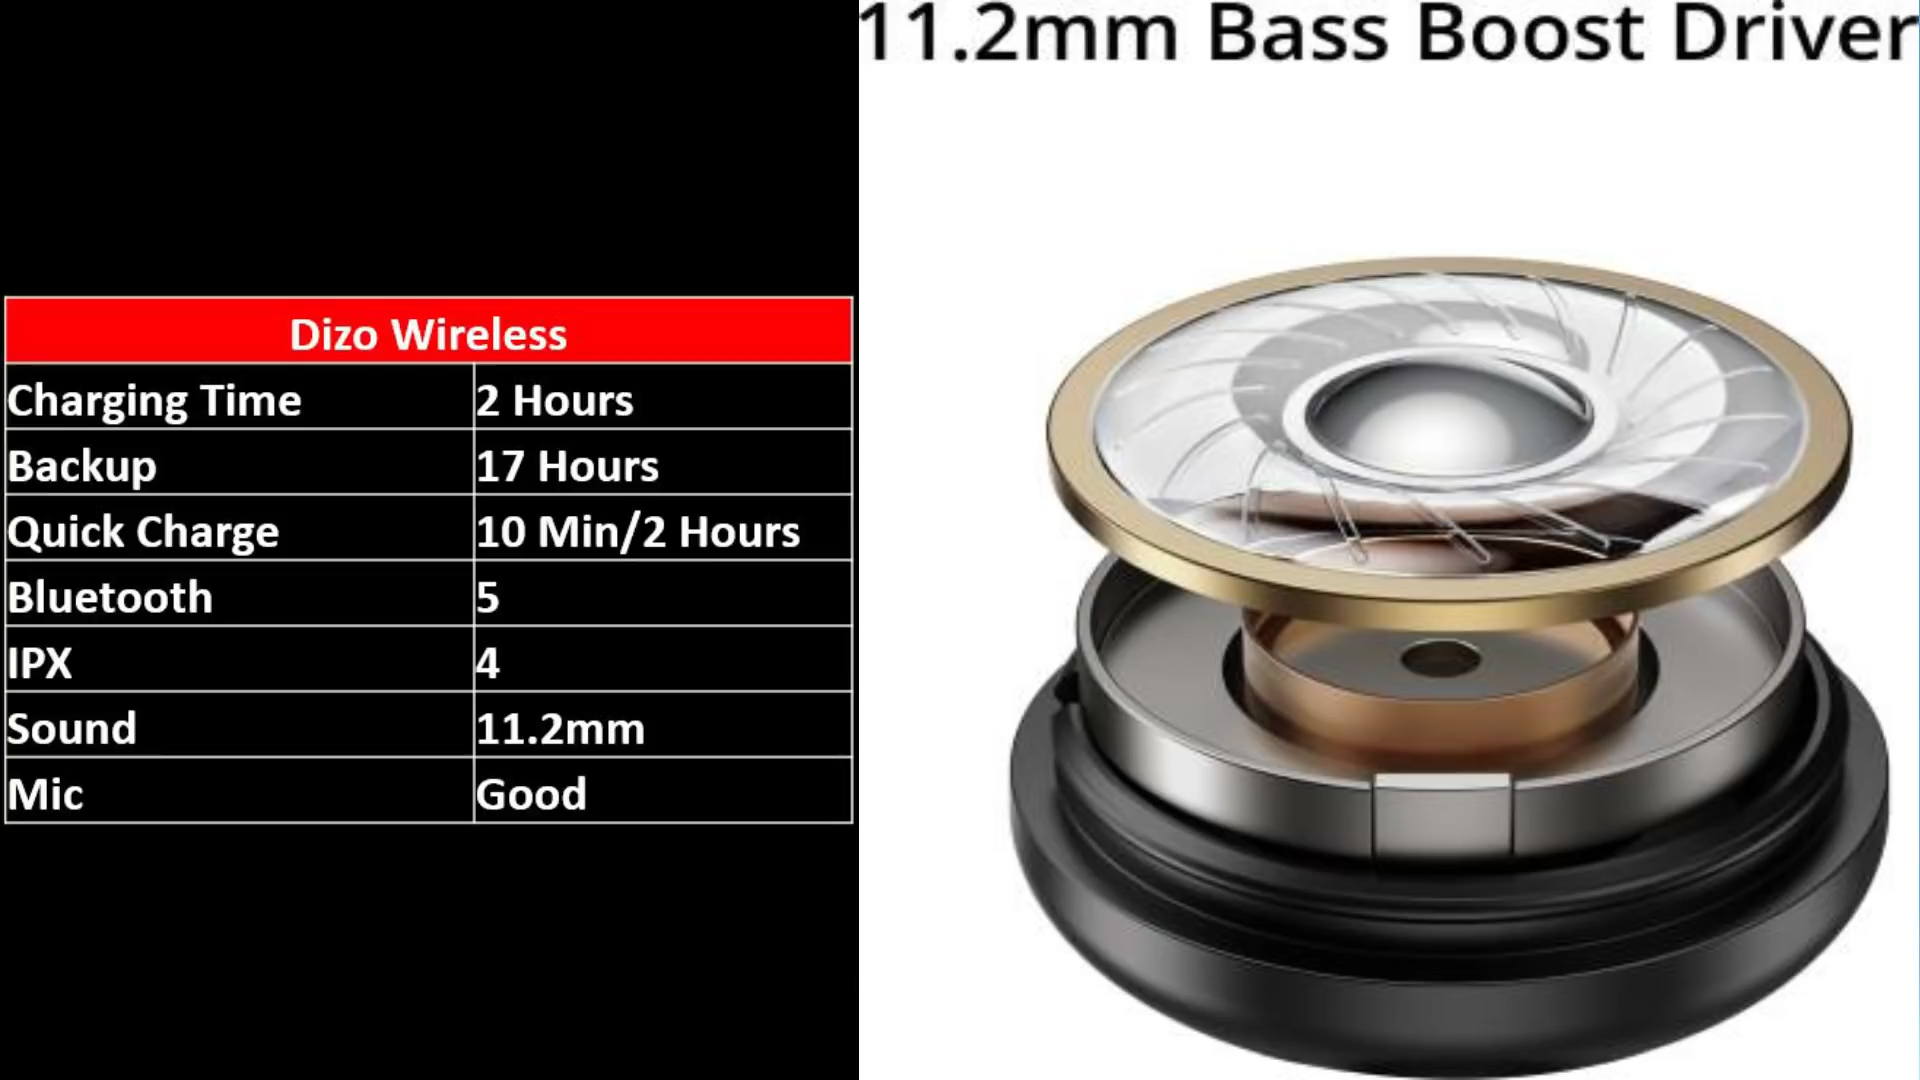 11.2mm Bass Boost Driver
Dizo Wireless
Charging Time 2 Hours
Backup 17 Hours
Quick Charge 10 Min/2 Hours
Bluetooth 5
IPX 4
Sound 11.2mm
Mic Good